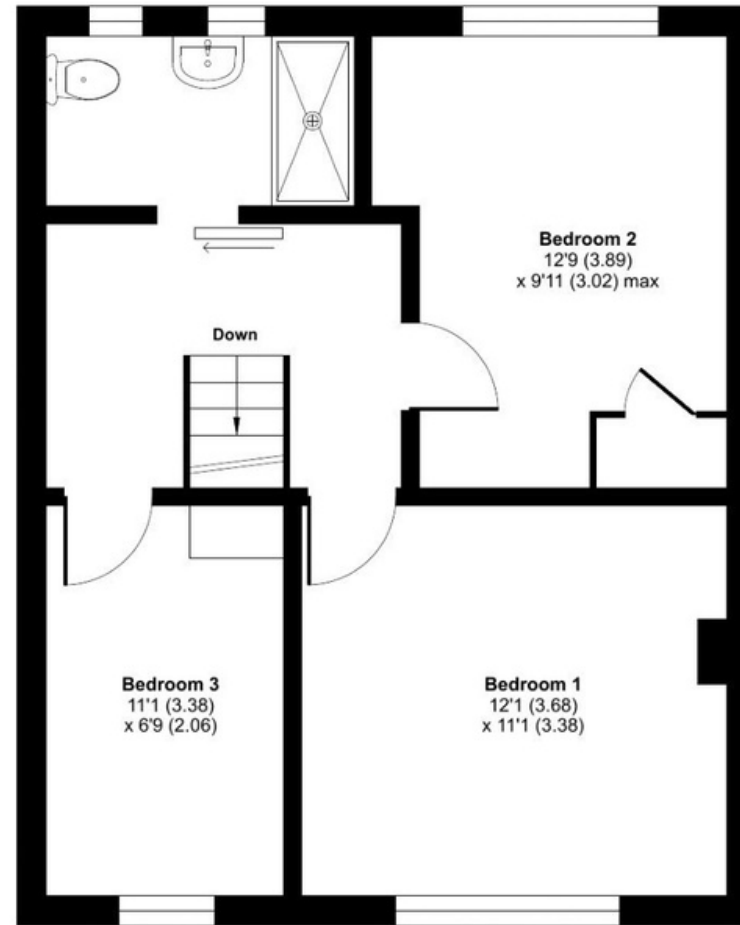 Bedroom 2
12'9 (3.89)
x 9'11 (3.02) max
Down
Bedroom 3
11'1 (3.38)
x 6'9 (2.06)
Bedroom 1
12'1 (3.68)
x 11'1 (3.38)